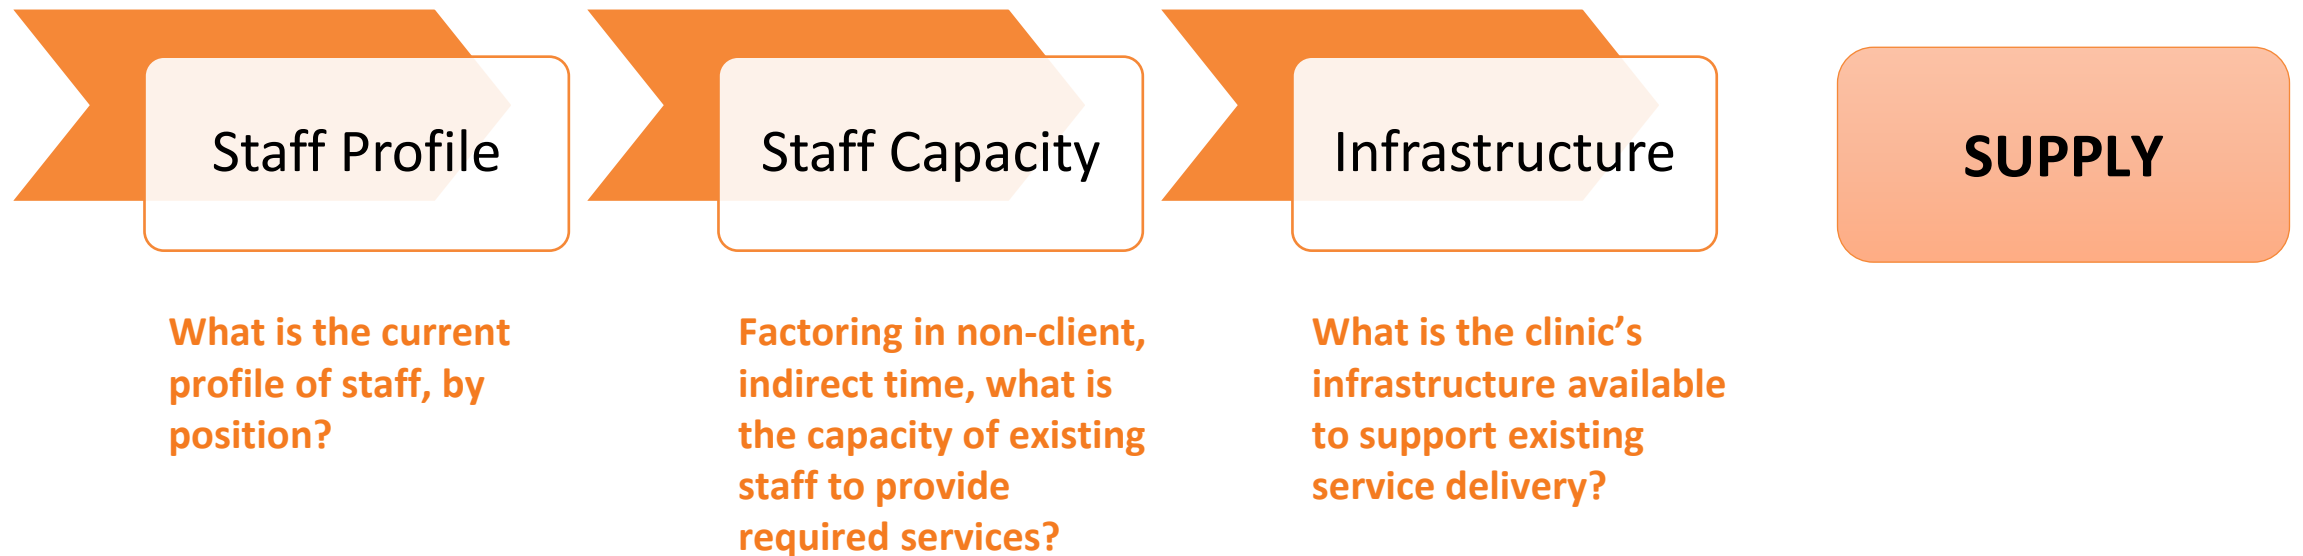 Staff Profile
Staff Capacity
Infrastructure
SUPPLY
What is the current
profile of staff, by
position?
Factoring in non-client,
indirect time, what is
the capacity of existing
staff to provide
required services?
What is the clinic’s
infrastructure available
to support existing
service delivery?